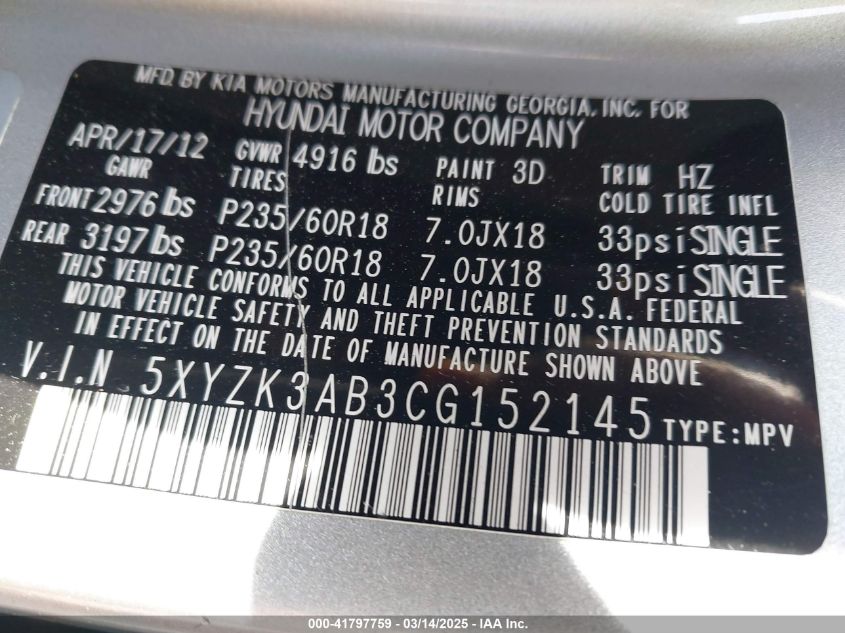 MFD BY KIA MOTORS MANUFACTURING GEORGIA, INC. FOR
HYUNDAI MOTOR COMPANY
APR/17/12 GVWR 4916 lbs PAINT 3D TRIM HZ
GAWR TIRES RIMS COLD TIRE INFL
FRONT 2976 lbs P235/60R18 7.0JX18 33psi SINGLE
REAR 3197 lbs P235/60R18 7.0JX18 33psi SINGLE
THIS VEHICLE CONFORMS TO ALL APPLICABLE U.S.A. FEDERAL
MOTOR VEHICLE SAFETY AND THEFT PREVENTION STANDARDS
IN EFFECT ON THE DATE OF MANUFACTURE SHOWN ABOVE
V.I.N 5XYZK3AB3CG152145 TYPE:MPV
000-41797759 - 03/14/2025 - IAA Inc.